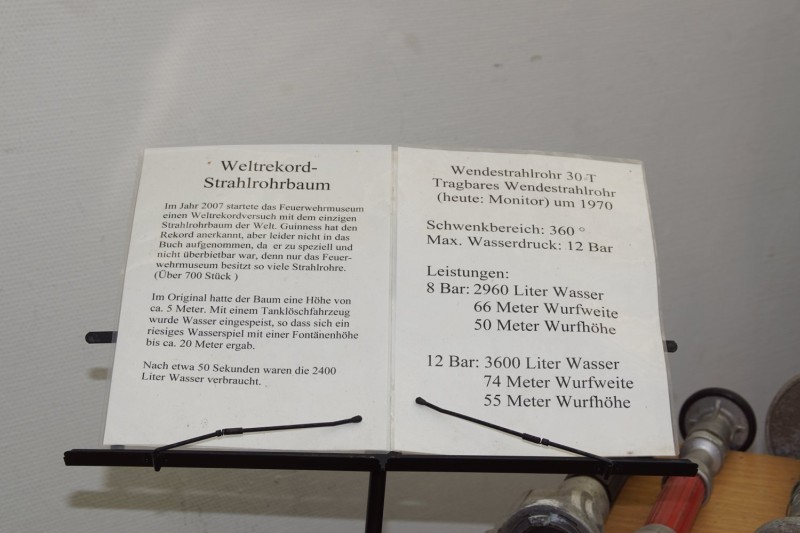 Weltrekord-
Strahlrohrbaum
Im Jahr 2007 startete das Feuerwehrmuseum
einen Weltrekordversuch mit dem einzigen
Strahlrohrbaum der Welt. Guinness hat den
Rekord anerkannt, aber leider nicht in das
Buch aufgenommen, da er zu speziell und
nicht überbietbar war, denn nur das Feuer-
wehrmuseum besitzt so viele Strahlrohre.
(Über 700 Stück )
Im Original hatte der Baum eine Höhe von
ca. 5 Meter. Mit einem Tanklöschfahrzeug
wurde Wasser eingespeist, so dass sich ein
riesiges Wasserspiel mit einer Fontänenhöhe
bis ca. 20 Meter ergab.
Nach etwa 50 Sekunden waren die 2400
Liter Wasser verbraucht.
Wendestrahlrohr 30-T
Tragbares Wendestrahlrohr
(heute: Monitor) um 1970
Schwenkbereich: 360 °
Max. Wasserdruck: 12 Bar
Leistungen:
8 Bar: 2960 Liter Wasser
66 Meter Wurfweite
50 Meter Wurfhöhe
12 Bar: 3600 Liter Wasser
74 Meter Wurfweite
55 Meter Wurfhöhe